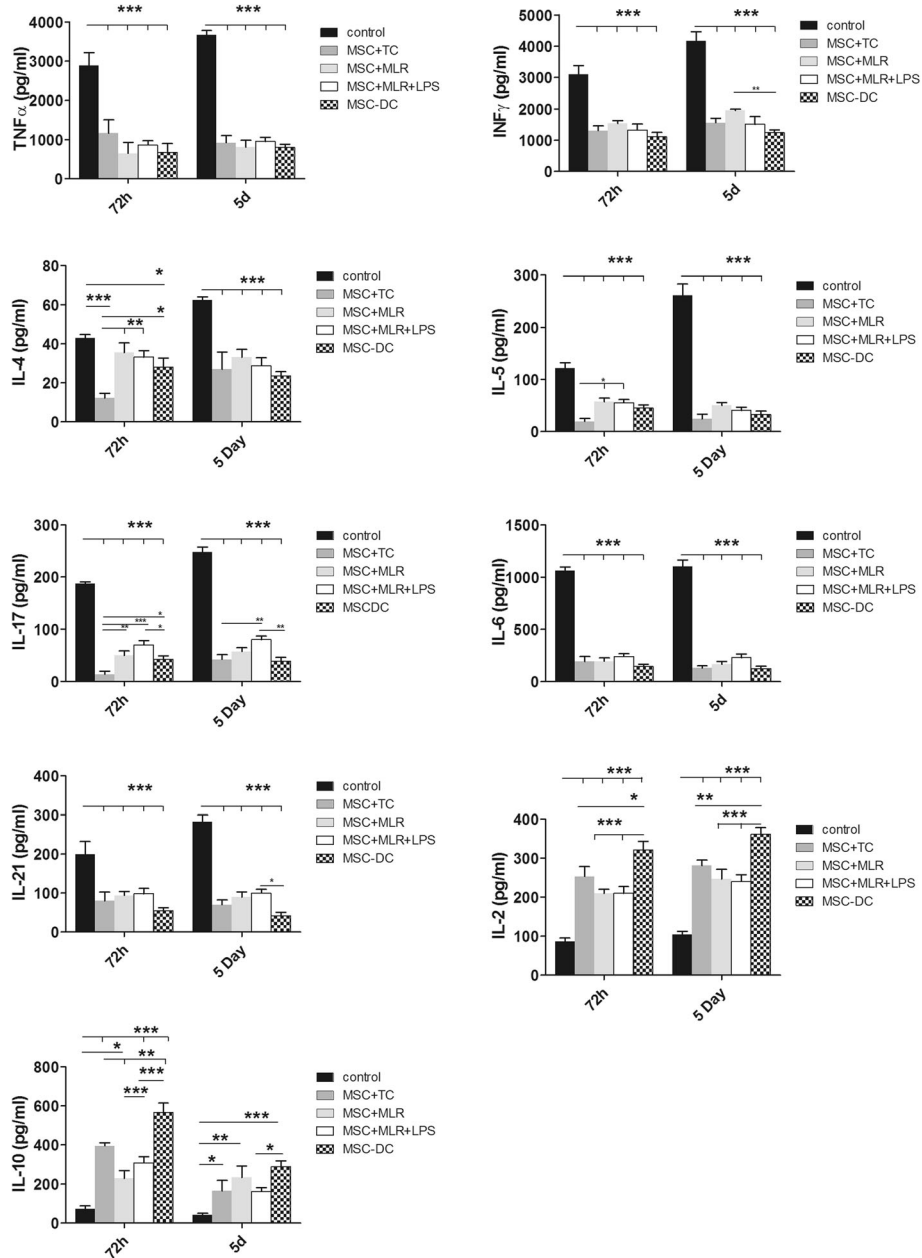 *** ***
TNFα (pg/ml)
4000
3000
2000
1000
0
72h
5d
control
MSC+TC
MSC+MLR
MSC+MLR+LPS
MSC-DC
*** ***
**
INFγ (pg/ml)
5000
4000
3000
2000
1000
0
72h
5d
control
MSC+TC
MSC+MLR
MSC+MLR+LPS
MSC-DC
*
*** *
**
***
IL-4 (pg/ml)
80
60
40
20
0
72h
5 Day
control
MSC+TC
MSC+MLR
MSC+MLR+LPS
MSC-DC
*** ***
*
IL-5 (pg/ml)
300
200
100
0
72h
5 Day
control
MSC+TC
MSC+MLR
MSC+MLR+LPS
MSC-DC
*** ***
*
***
** *
**
**
IL-17 (pg/ml)
300
200
100
0
72h
5 Day
control
MSC+TC
MSC+MLR
MSC+MLR+LPS
MSCDC
*** ***
IL-6 (pg/ml)
1500
1000
500
0
72h
5d
control
MSC+TC
MSC+MLR
MSC+MLR+LPS
MSC-DC
*** ***
*
IL-21 (pg/ml)
400
300
200
100
0
72h
5 Day
control
MSC+TC
MSC+MLR
MSC+MLR+LPS
MSC-DC
*** ***
* **
*** ***
IL-2 (pg/ml)
400
300
200
100
0
72h
5 Day
control
MSC+TC
MSC+MLR
MSC+MLR+LPS
MSC-DC
***
* **
***
***
***
**
* *
IL-10 (pg/ml)
800
600
400
200
0
72h
5d
control
MSC+TC
MSC+MLR
MSC+MLR+LPS
MSC-DC